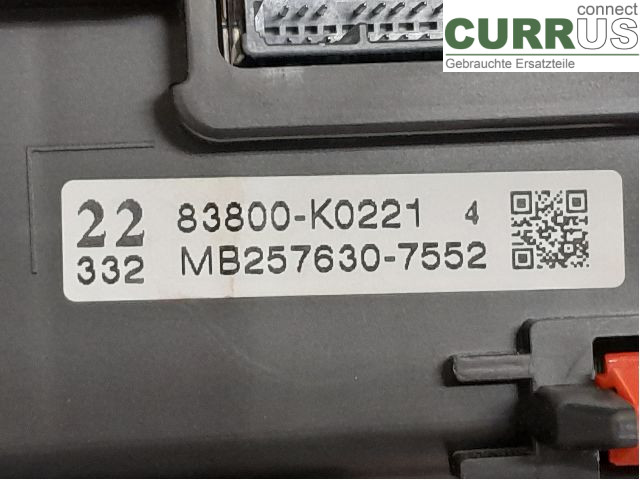 connect
CURRUS
Gebrauchte Ersatzteile
22 83800-K0221 4
332 MB257630-7552